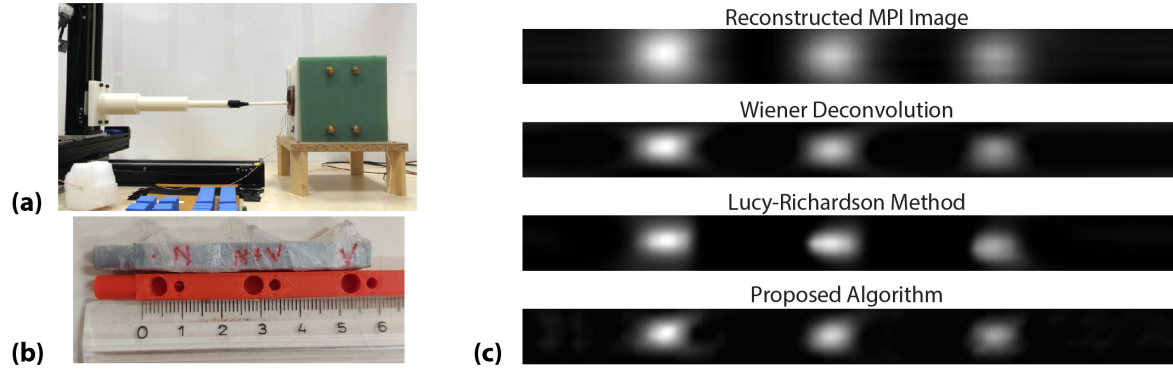 (a)
N N+V V
0 1 2 3 4 5 6
(b)
Reconstructed MPI Image
Wiener Deconvolution
Lucy-Richardson Method
Proposed Algorithm
(c)